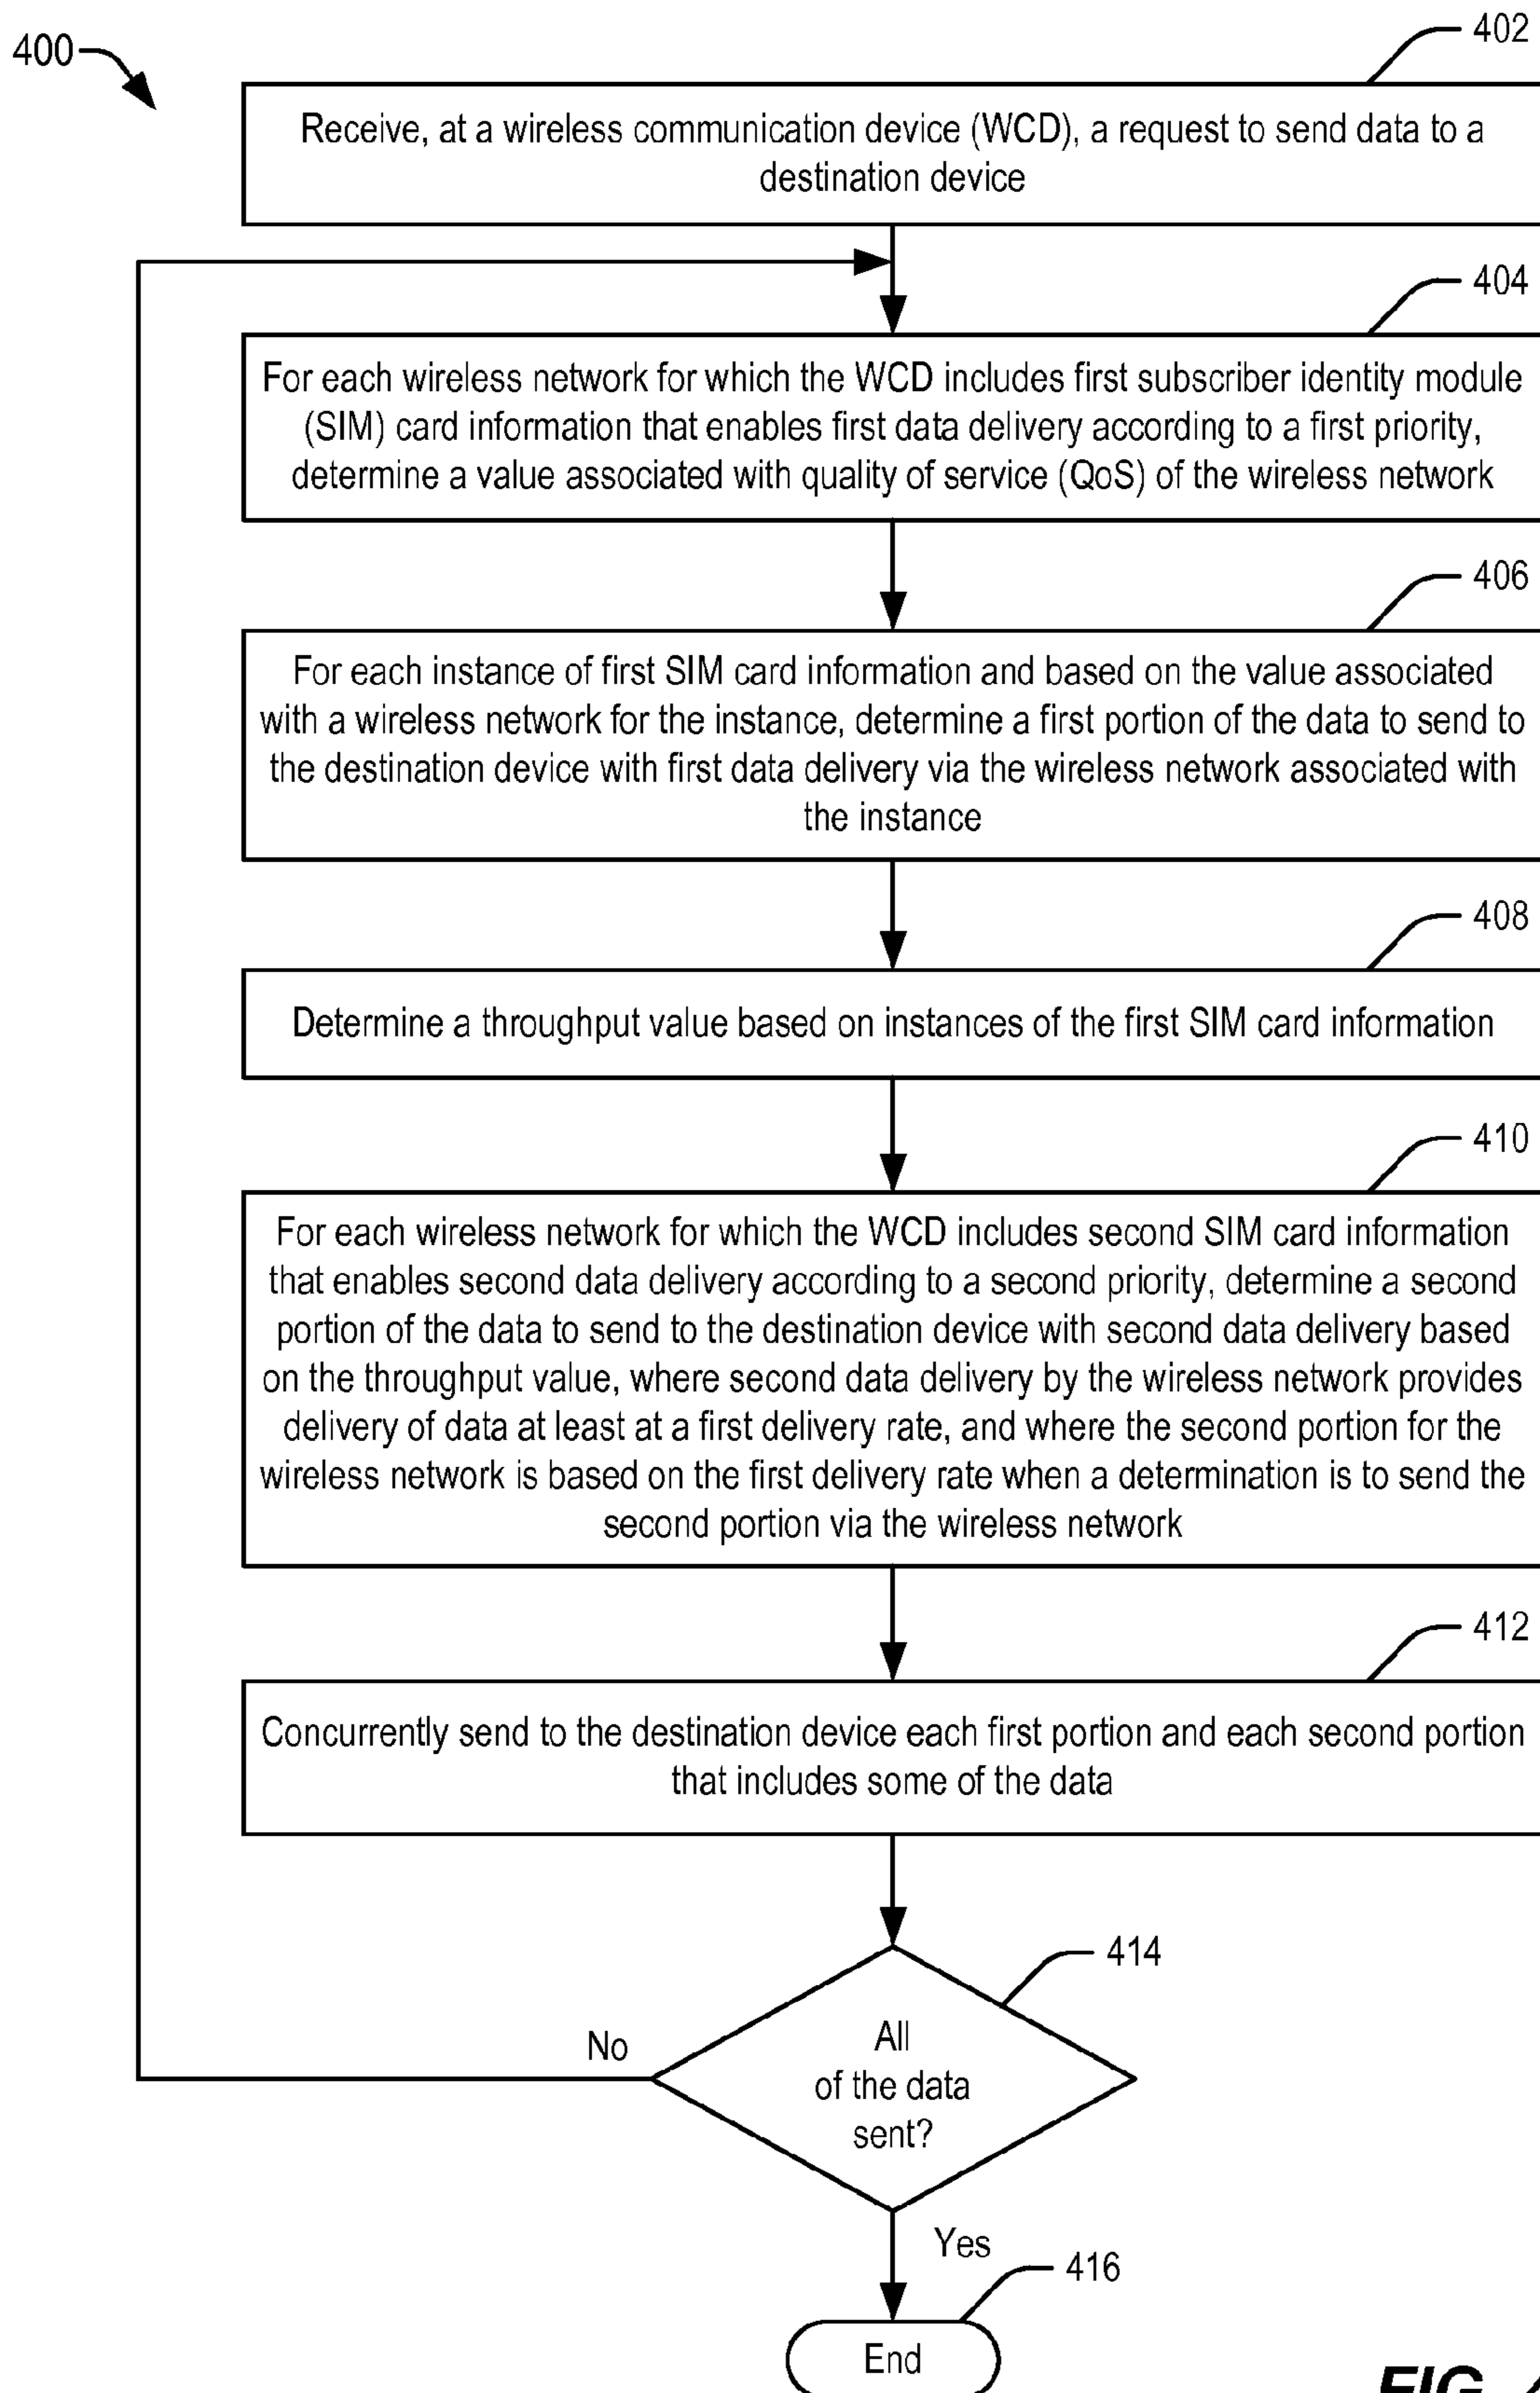 400
402
Receive, at a wireless communication device (WCD), a request to send data to a
destination device
404
For each wireless network for which the WCD includes first subscriber identity module
(SIM) card information that enables first data delivery according to a first priority,
determine a value associated with quality of service (QoS) of the wireless network
406
For each instance of first SIM card information and based on the value associated
with a wireless network for the instance, determine a first portion of the data to send to
the destination device with first data delivery via the wireless network associated with
the instance
408
Determine a throughput value based on instances of the first SIM card information
410
For each wireless network for which the WCD includes second SIM card information
that enables second data delivery according to a second priority, determine a second
portion of the data to send to the destination device with second data delivery based
on the throughput value, where second data delivery by the wireless network provides
delivery of data at least at a first delivery rate, and where the second portion for the
wireless network is based on the first delivery rate when a determination is to send the
second portion via the wireless network
412
Concurrently send to the destination device each first portion and each second portion
that includes some of the data
414
No
All
of the data
sent?
Yes
416
End
FIG.